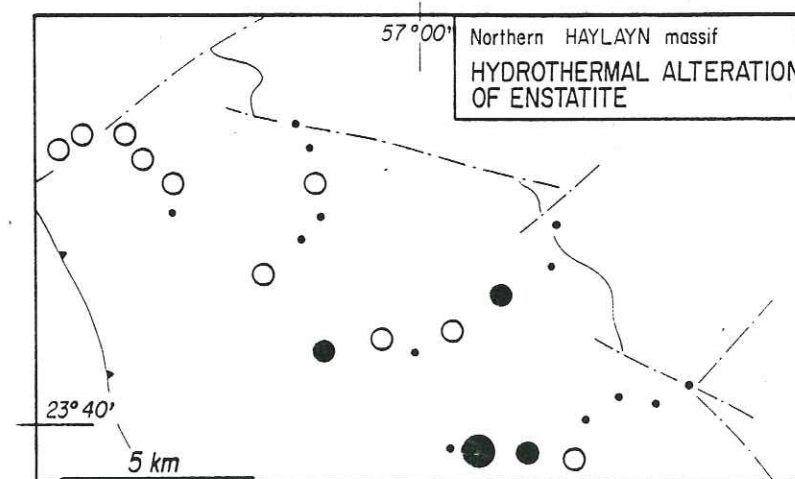 57°00'
Northern HAYLAYN massif
HYDROTHERMAL ALTERATION
OF ENSTATITE
23°40'
5 km